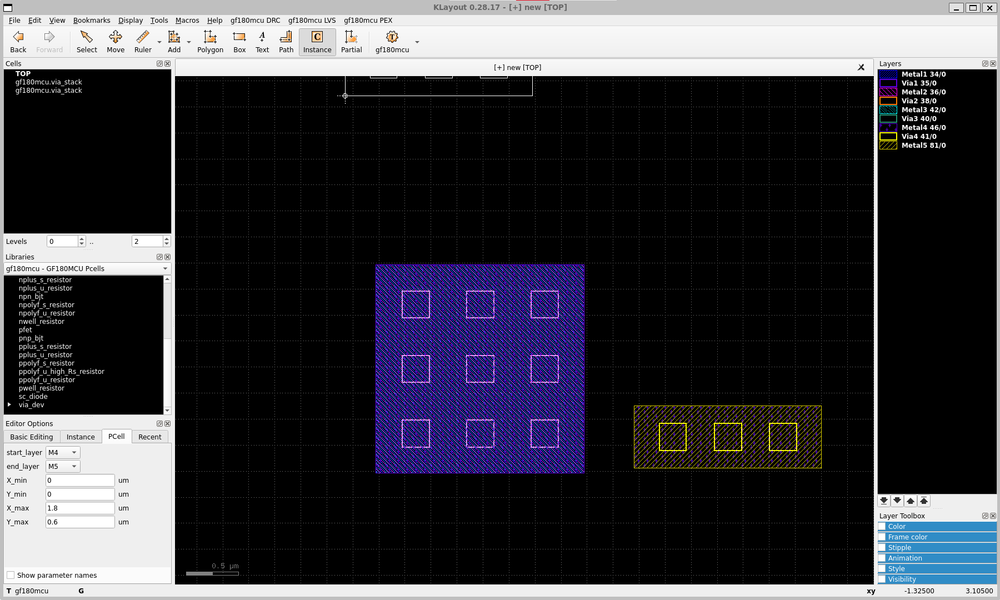 KLayout 0.28.17 - [+] new [TOP]
File Edit View Bookmarks Display Tools Macros Help gf180mcu DRC gf180mcu LVS gf180mcu PEX
Back Forward Select Move Ruler Add Polygon Box Text Path Instance Partial gf180mcu
Cells
TOP
gf180mcu.via_stack
gf180mcu.via_stack
Levels 0 .. 2
Libraries
gf180mcu - GF180MCU Pcells
nplus_s_resistor
nplus_u_resistor
npn_bjt
npolyf_s_resistor
npolyf_u_resistor
nwell_resistor
pfet
pnp_bjt
pplus_s_resistor
pplus_u_resistor
ppolyf_s_resistor
ppolyf_u_high_Rs_resistor
ppolyf_u_resistor
pwell_resistor
sc_diode
via_dev
Editor Options
Basic Editing Instance PCell Recent
start_layer M4
end_layer M5
X_min 0 um
Y_min 0 um
X_max 1.8 um
Y_max 0.6 um
Show parameter names
[+] new [TOP]
0.5 µm
Layers
Metal1 34/0
Via1 35/0
Metal2 36/0
Via2 38/0
Metal3 42/0
Via3 40/0
Metal4 46/0
Via4 41/0
Metal5 81/0
Layer Toolbox
Color
Frame color
Stipple
Animation
Style
Visibility
T gf180mcu G xy -1.32500 3.10500